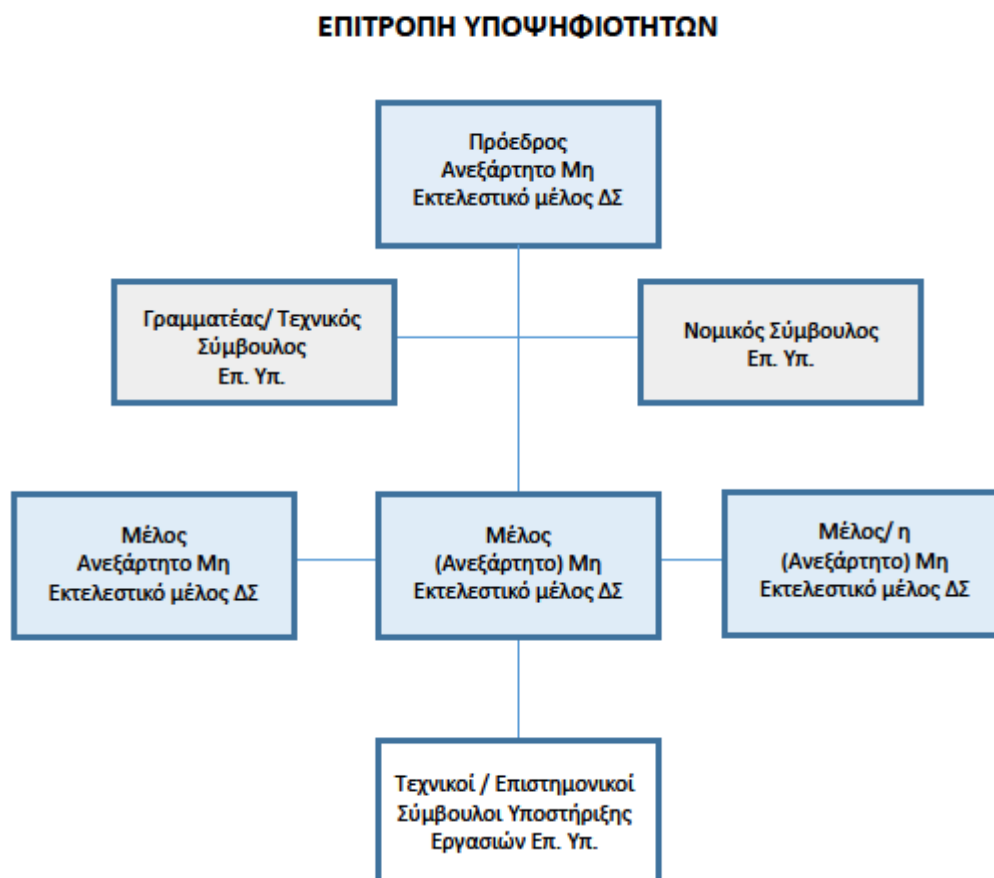 ΕΠΙΤΡΟΠΗ ΥΠΟΨΗΦΙΟΤΗΤΩΝ
Πρόεδρος
Ανεξάρτητο Μη
Εκτελεστικό μέλος ΔΣ
Γραμματέας/ Τεχνικός
Σύμβουλος
Επ. Υπ.
Νομικός Σύμβουλος
Επ. Υπ.
Μέλος
Ανεξάρτητο Μη
Εκτελεστικό μέλος ΔΣ
Μέλος
(Ανεξάρτητο) Μη
Εκτελεστικό μέλος ΔΣ
Μέλος/ η
(Ανεξάρτητο) Μη
Εκτελεστικό μέλος ΔΣ
Τεχνικοί / Επιστημονικοί
Σύμβουλοι Υποστήριξης
Εργασιών Επ. Υπ.